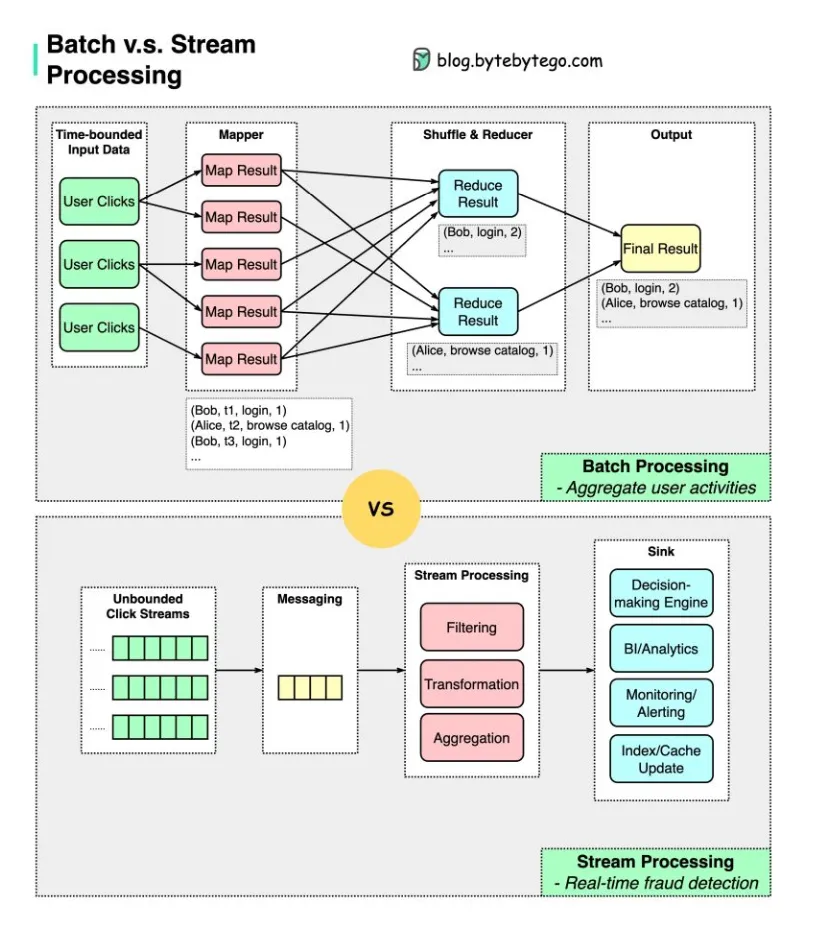 Batch v.s. Stream
Processing
blog.bytebytego.com
Time-bounded
Input Data
User Clicks
User Clicks
User Clicks
Mapper
Map Result
Map Result
Map Result
Map Result
Map Result
(Bob, t1, login, 1)
(Alice, t2, browse catalog, 1)
(Bob, t3, login, 1)
...
Shuffle & Reducer
Reduce
Result
(Bob, login, 2)
...
Reduce
Result
(Alice, browse catalog, 1)
...
Output
Final Result
(Bob, login, 2)
(Alice, browse catalog, 1)
...
Batch Processing
- Aggregate user activities
VS
Unbounded
Click Streams
......
......
......
Messaging
Stream Processing
Filtering
Transformation
Aggregation
Sink
Decision-
making Engine
BI/Analytics
Monitoring/
Alerting
Index/Cache
Update
Stream Processing
- Real-time fraud detection